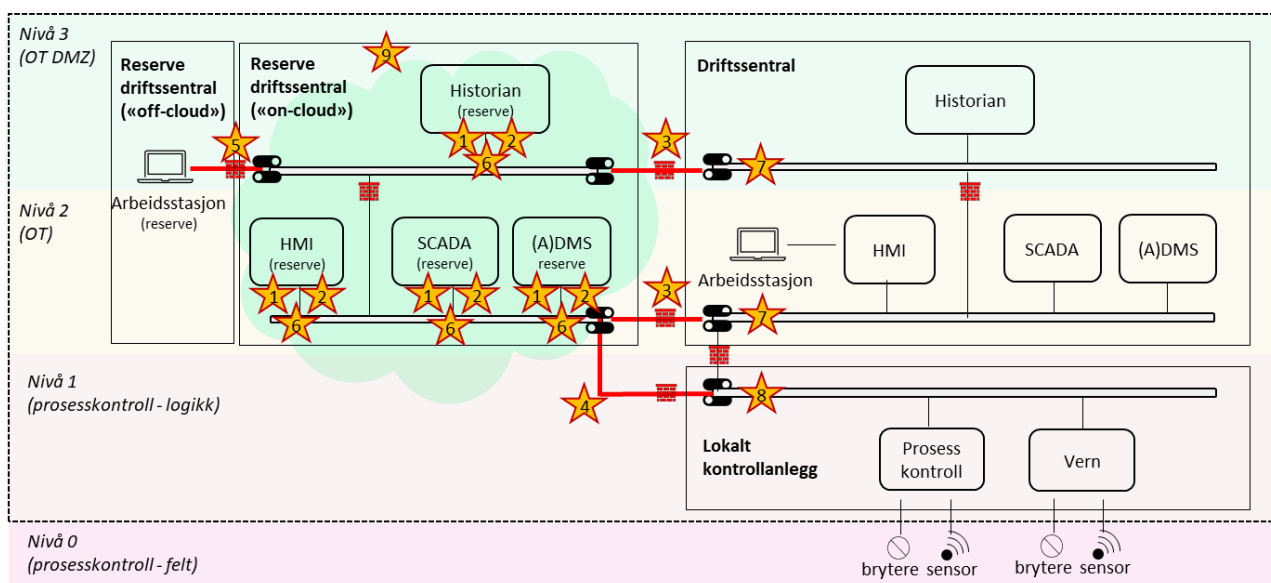 Nivå 3
(OT DMZ)
Reserve
driftssentral
(«off-cloud»)
Arbeidsstasjon
(reserve)
Reserve
driftssentral
(«on-cloud»)
9
Historian
(reserve)
1
2
6
5
3
Driftssentral
Historian
7
Nivå 2
(OT)
HMI
(reserve)
1
2
6
SCADA
(reserve)
1
2
6
(A)DMS
reserve
1
2
6
3
Arbeidsstasjon
HMI
SCADA
(A)DMS
7
Nivå 1
(prosesskontroll - logikk)
4
8
Lokalt
kontrollanlegg
Prosess
kontroll
Vern
Nivå 0
(prosesskontroll - felt)
brytere
sensor
brytere
sensor